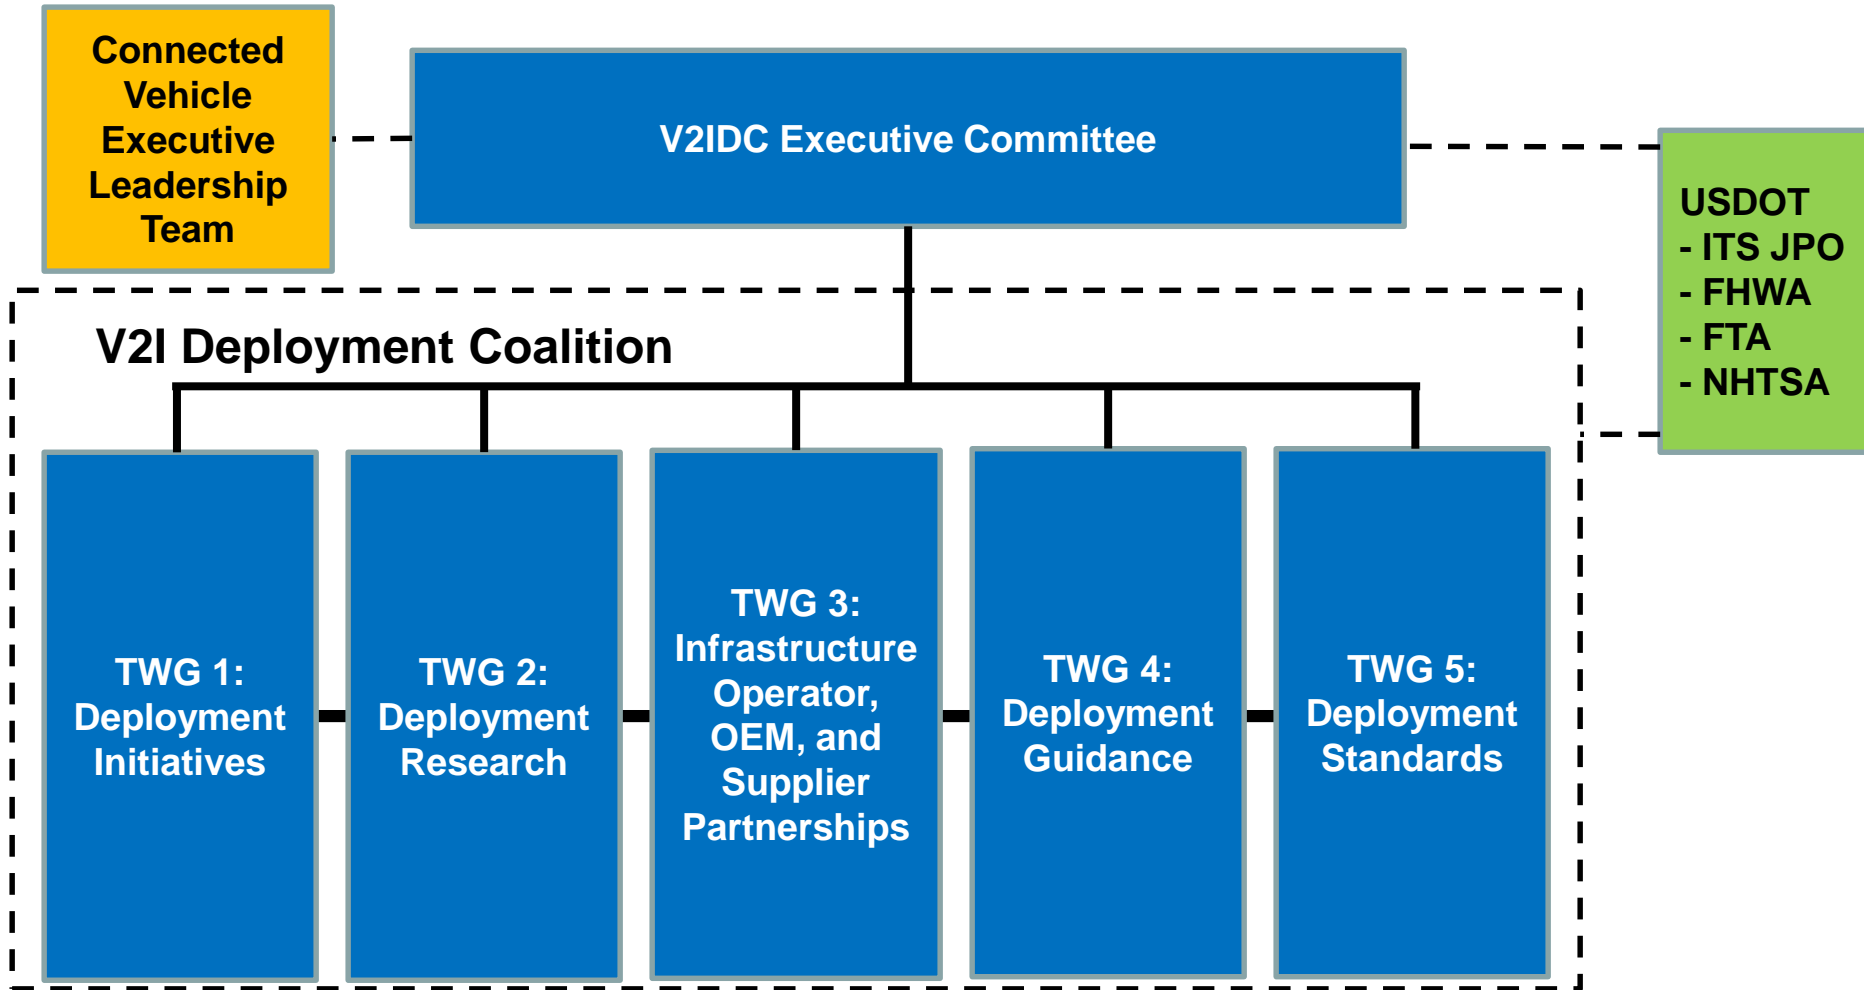 Connected
Vehicle
Executive
Leadership
Team
V2IDC Executive Committee
USDOT
- ITS JPO
- FHWA
- FTA
- NHTSA
V2I Deployment Coalition
TWG 1:
Deployment
Initiatives
TWG 2:
Deployment
Research
TWG 3:
Infrastructure
Operator,
OEM, and
Supplier
Partnerships
TWG 4:
Deployment
Guidance
TWG 5:
Deployment
Standards